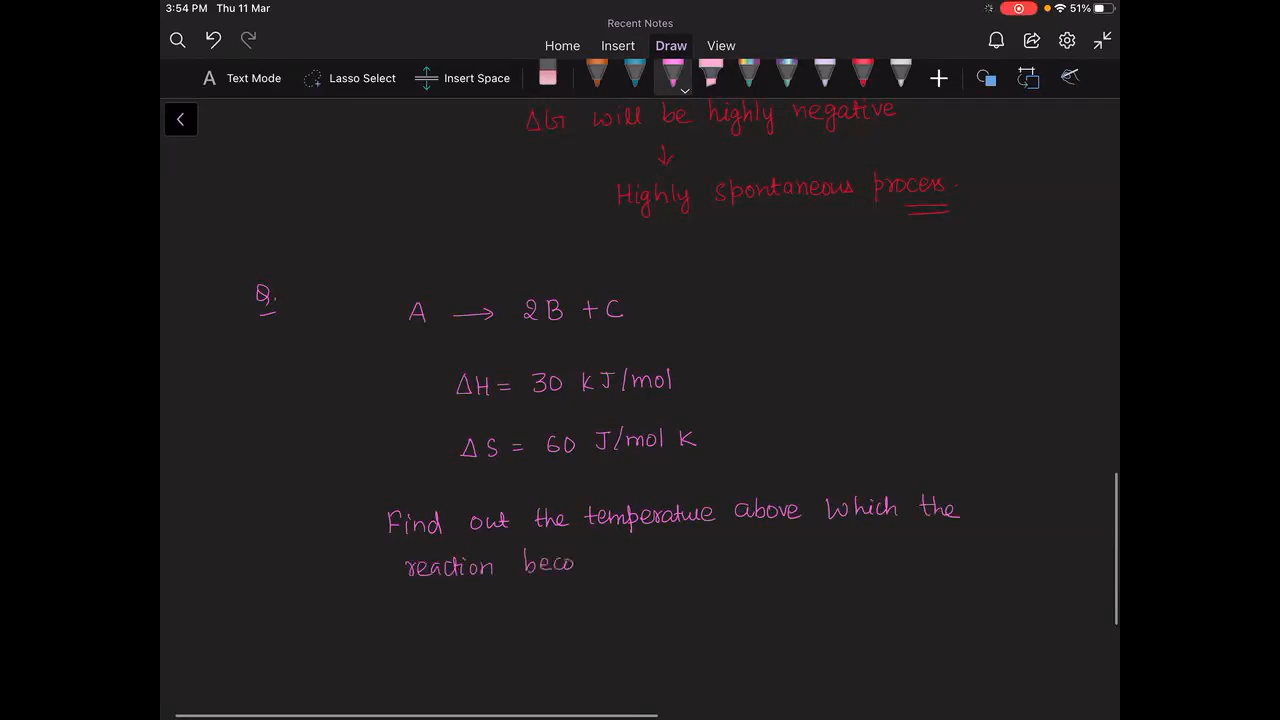 3:54 PM Thu 11 Mar
51%
Recent Notes
Home Insert Draw View
Text Mode Lasso Select Insert Space
ΔG will be highly negative
↓
Highly spontaneous process.
Q.
A → 2B + C
ΔH = 30 kJ/mol
ΔS = 60 J/mol K
Find out the temperature above which the
reaction beco